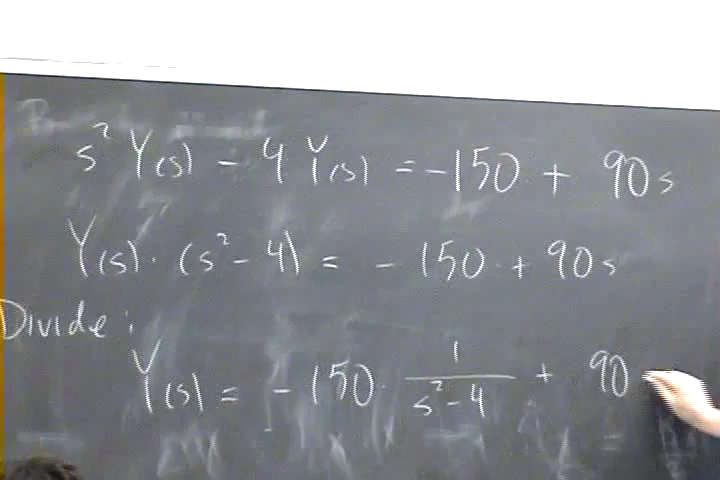 s² Y(s) - 4 Y(s) = -150 + 90s
Y(s) · (s² - 4) = -150 + 90s
Divide:
Y(s) = -150 · 1/(s² - 4) + 90